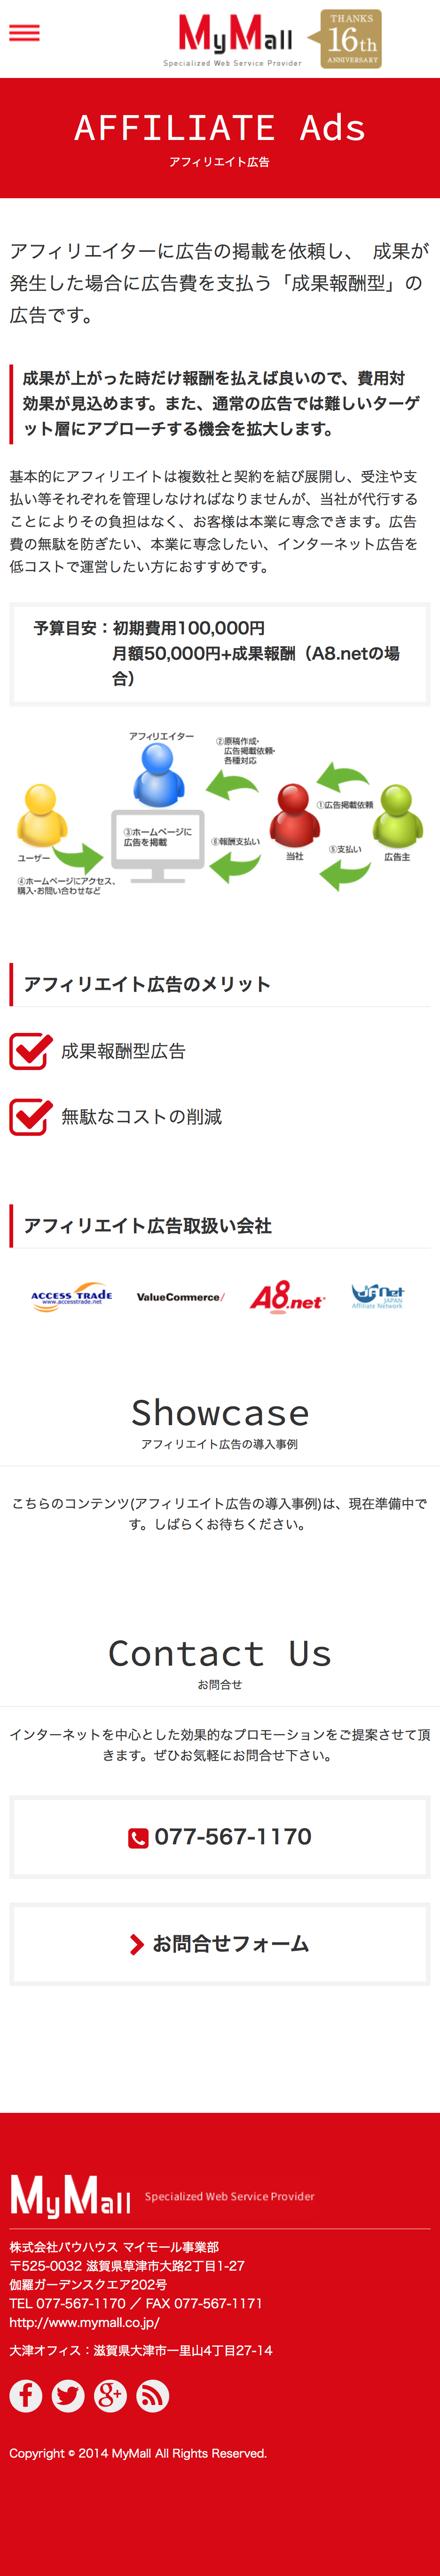 MyMall
Specialized Web Service Provider
THANKS
16th
ANNIVERSARY
AFFILIATE Ads
アフィリエイト広告
アフィリエイターに広告の掲載を依頼し、 成果が
発生した場合に広告費を支払う「成果報酬型」の
広告です。
成果が上がった時だけ報酬を払えば良いので、費用対
効果が見込めます。また、通常の広告では難しいターゲ
ット層にアプローチする機会を拡大します。
基本的にアフィリエイトは複数社と契約を結び展開し、受注や支
払い等それぞれを管理しなければなりませんが、当社が代行する
ことによりその負担はなく、お客様は本業に専念できます。広告
費の無駄を防ぎたい、本業に専念したい、インターネット広告を
低コストで運営したい方におすすめです。
予算目安：初期費用100,000円
月額50,000円+成果報酬（A8.netの場
合）
アフィリエイター
②原稿作成・
広告掲載依頼・
各種対応
①広告掲載依頼
③ホームページに
広告を掲載
⑥報酬支払い
⑤支払い
ユーザー
当社
広告主
④ホームページにアクセス、
購入・お問い合わせなど
アフィリエイト広告のメリット
成果報酬型広告
無駄なコストの削減
アフィリエイト広告取扱い会社
ACCESS TRADE
www.accesstrade.net
ValueCommerce/
A8.net
JANet
JAPAN
Affiliate Network
Showcase
アフィリエイト広告の導入事例
こちらのコンテンツ(アフィリエイト広告の導入事例)は、現在準備中で
す。しばらくお待ちください。
Contact Us
お問合せ
インターネットを中心とした効果的なプロモーションをご提案させて頂
きます。ぜひお気軽にお問合せ下さい。
077-567-1170
お問合せフォーム
MyMall Specialized Web Service Provider
株式会社バウハウス マイモール事業部
〒525-0032 滋賀県草津市大路2丁目1-27
伽羅ガーデンスクエア202号
TEL 077-567-1170 ／ FAX 077-567-1171
http://www.mymall.co.jp/
大津オフィス：滋賀県大津市一里山4丁目27-14
Copyright © 2014 MyMall All Rights Reserved.